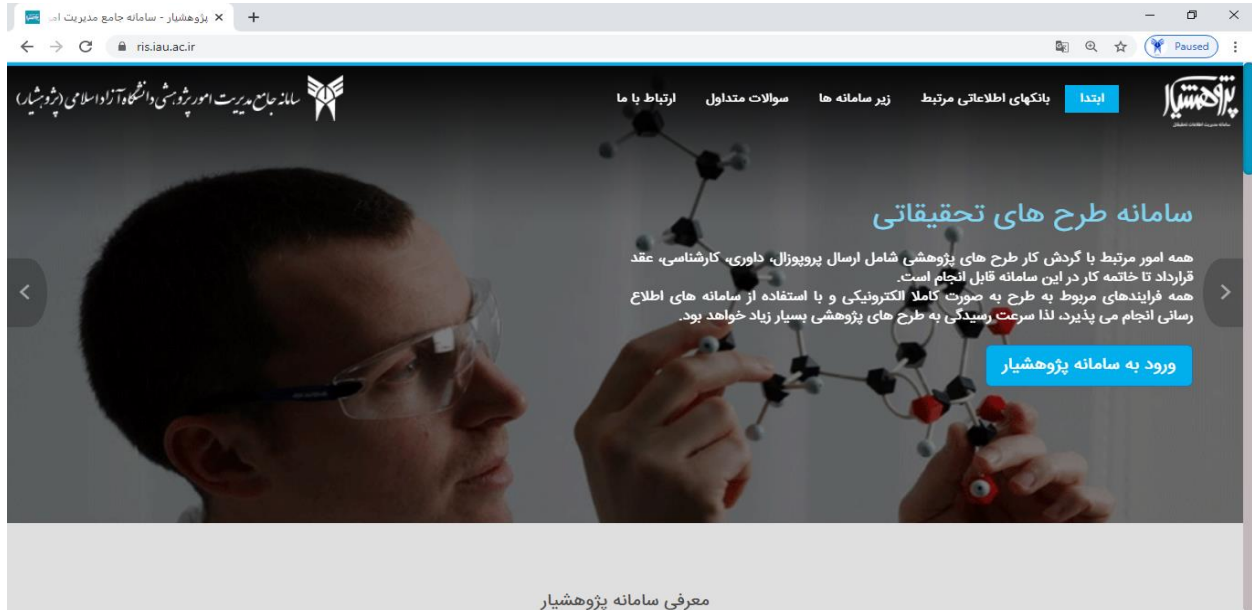 پژوهشیار - سامانه جامع مدیریت ام
ris.iau.ac.ir
Paused
پژوهشیار
ابتدا
بانکهای اطلاعاتی مرتبط
زیر سامانه ها
سوالات متداول
ارتباط با ما
سامانه جامع مدیریت امور پژوهشی دانشگاه آزاد اسلامی (پژوهشیار)
سامانه طرح های تحقیقاتی
همه امور مرتبط با گردش کار طرح های پژوهشی شامل ارسال پروپوزال، داوری، کارشناسی، عقد
قرارداد تا خاتمه کار در این سامانه قابل انجام است.
همه فرایندهای مربوط به طرح به صورت کاملا الکترونیکی و با استفاده از سامانه های اطلاع
رسانی انجام می پذیرد، لذا سرعت رسیدگی به طرح های پژوهشی بسیار زیاد خواهد بود.
ورود به سامانه پژوهشیار
معرفی سامانه پژوهشیار